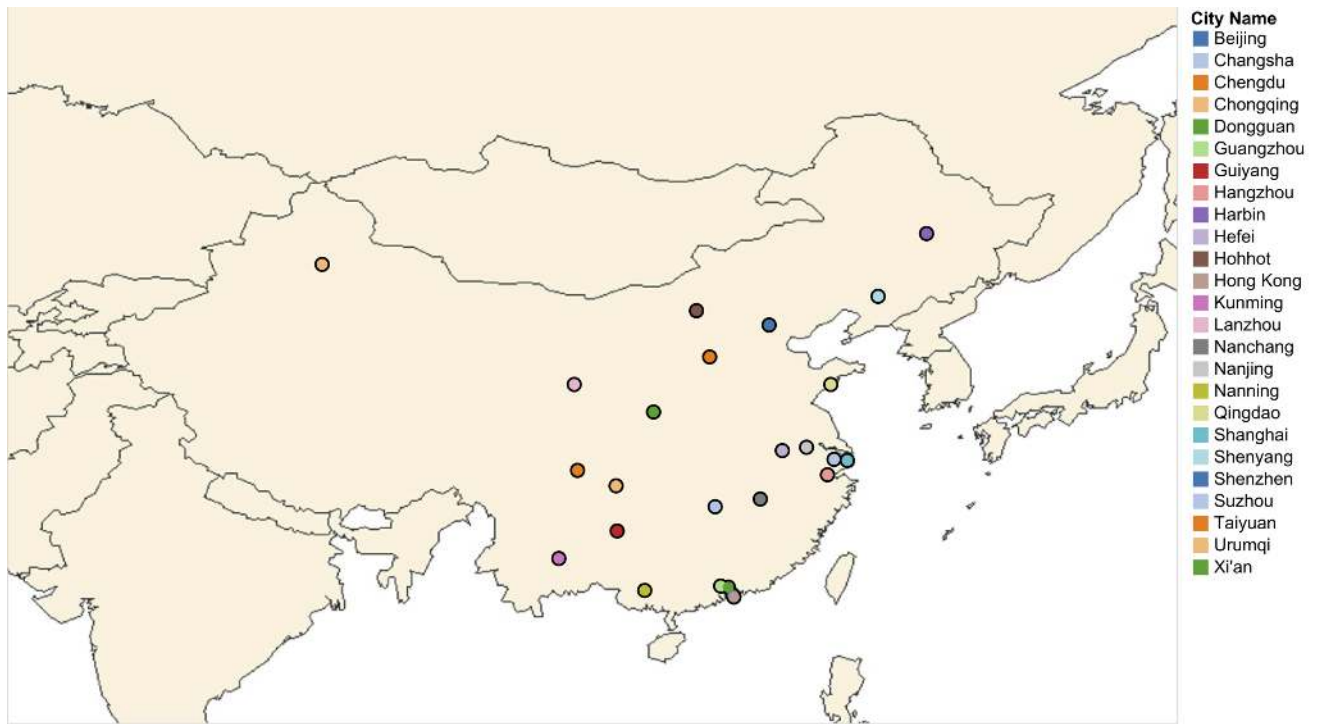 City Name
Beijing
Changsha
Chengdu
Chongqing
Dongguan
Guangzhou
Guiyang
Hangzhou
Harbin
Hefei
Hohhot
Hong Kong
Kunming
Lanzhou
Nanchang
Nanjing
Nanning
Qingdao
Shanghai
Shenyang
Shenzhen
Suzhou
Taiyuan
Urumqi
Xi'an